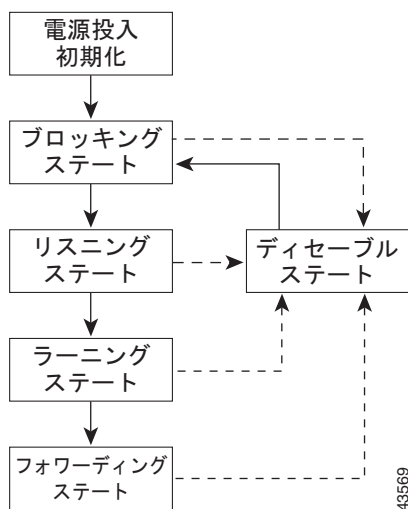 電源投入
初期化
ブロッキング
ステート
リスニング
ステート
ディセーブル
ステート
ラーニング
ステート
フォワーディング
ステート
43569